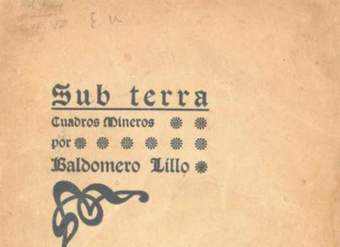 Sub terra
Cuadros Mineros
por
Baldomero Lillo